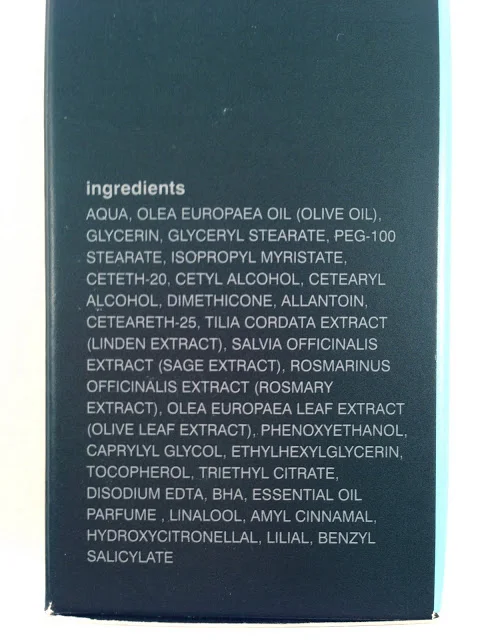 ingredients
AQUA, OLEA EUROPAEA OIL (OLIVE OIL),
GLYCERIN, GLYCERYL STEARATE, PEG-100
STEARATE, ISOPROPYL MYRISTATE,
CETETH-20, CETYL ALCOHOL, CETEARYL
ALCOHOL, DIMETHICONE, ALLANTOIN,
CETEARETH-25, TILIA CORDATA EXTRACT
(LINDEN EXTRACT), SALVIA OFFICINALIS
EXTRACT (SAGE EXTRACT), ROSMARINUS
OFFICINALIS EXTRACT (ROSMARY
EXTRACT), OLEA EUROPAEA LEAF EXTRACT
(OLIVE LEAF EXTRACT), PHENOXYETHANOL,
CAPRYLYL GLYCOL, ETHYLHEXYLGLYCERIN,
TOCOPHEROL, TRIETHYL CITRATE,
DISODIUM EDTA, BHA, ESSENTIAL OIL
PARFUME , LINALOOL, AMYL CINNAMAL,
HYDROXYCITRONELLAL, LILIAL, BENZYL
SALICYLATE